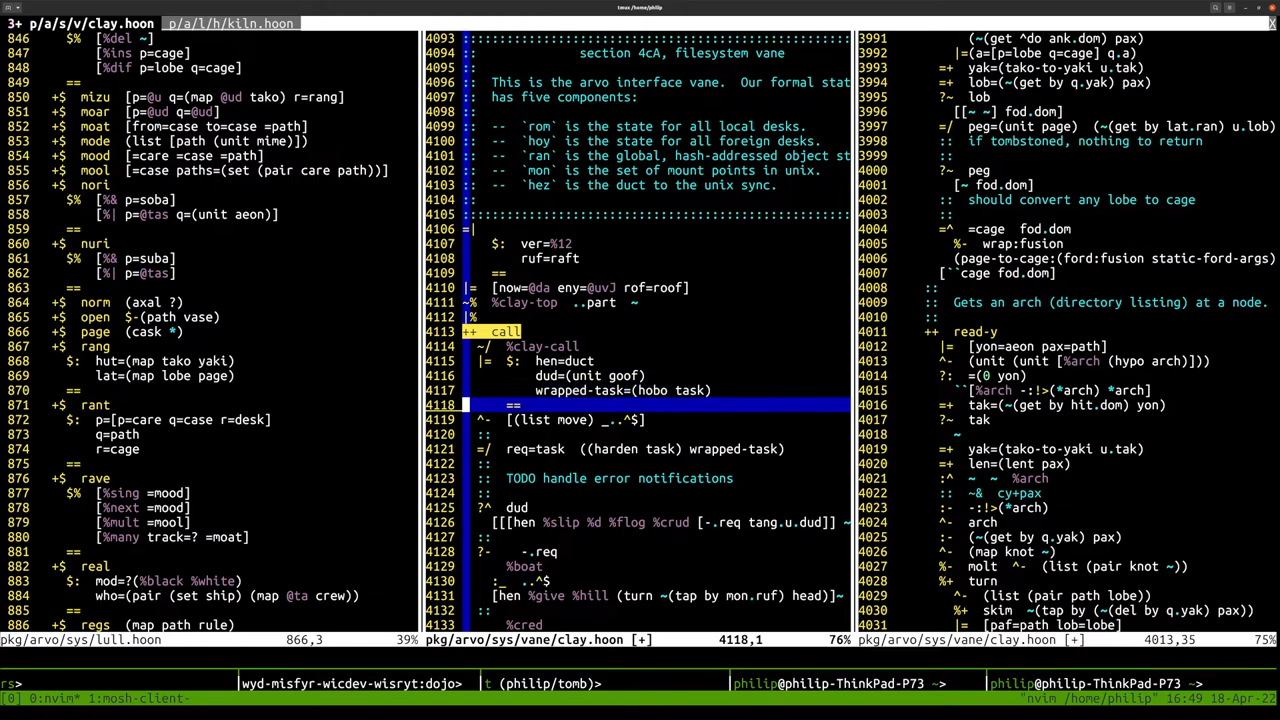 tmux /home/philip
3+ p/a/s/v/clay.hoon  p/a/l/h/kiln.hoon  X
846 $% [%del ~]
847 [%ins p=cage]
848 [%dif p=lobe q=cage]
849 ==
850 +$ mizu [p=@u q=(map @ud tako) r=rang]
851 +$ moar [p=@ud q=@ud]
852 +$ moat [from=case to=case =path]
853 +$ mode (list [path (unit mime)])
854 +$ mood [=care =case =path]
855 +$ mool [=case paths=(set (pair care path))]
856 +$ nori
857 $% [%& p=soba]
858 [%| p=@tas q=(unit aeon)]
859 ==
860 +$ nuri
861 $% [%& p=suba]
862 [%| p=@tas]
863 ==
864 +$ norm (axal ?)
865 +$ open $-(path vase)
866 +$ page (cask *)
867 +$ rang
868 $: hut=(map tako yaki)
869 lat=(map lobe page)
870 ==
871 +$ rant
872 $: p=[p=care q=case r=desk]
873 q=path
874 r=cage
875 ==
876 +$ rave
877 $% [%sing =mood]
878 [%next =mood]
879 [%mult =mool]
880 [%many track=? =moat]
881 ==
882 +$ real
883 $: mod=?(%black %white)
884 who=(pair (set ship) (map @ta crew))
885 ==
886 +$ regs (map path rule)
pkg/arvo/sys/lull.hoon 866,3 39%
4093 ::::::::::::::::::::::::::::::::::::::::::::::::::::
4094 :: section 4cA, filesystem vane
4095 ::
4096 :: This is the arvo interface vane. Our formal stat
4097 :: has five components:
4098 ::
4099 :: -- `rom` is the state for all local desks.
4100 :: -- `hoy` is the state for all foreign desks.
4101 :: -- `ran` is the global, hash-addressed object st
4102 :: -- `mon` is the set of mount points in unix.
4103 :: -- `hez` is the duct to the unix sync.
4104 ::
4105 ::::::::::::::::::::::::::::::::::::::::::::::::::::
4106 =|
4107 $: ver=%12
4108 ruf=raft
4109 ==
4110 |= [now=@da eny=@uvJ rof=roof]
4111 ~% %clay-top ..part ~
4112 |%
4113 ++ call
4114 ~/ %clay-call
4115 |= $: hen=duct
4116 dud=(unit goof)
4117 wrapped-task=(hobo task)
4118 ==
4119 ^- [(list move) _..^$]
4120 ::
4121 =/ req=task ((harden task) wrapped-task)
4122 ::
4123 :: TODO handle error notifications
4124 ::
4125 ?^ dud
4126 [[[hen %slip %d %flog %crud [-.req tang.u.dud]] ~
4127 ::
4128 ?- -.req
4129 %boat
4130 :_ ..^$
4131 [hen %give %hill (turn ~(tap by mon.ruf) head)]~
4132 ::
4133 %cred
pkg/arvo/sys/vane/clay.hoon [+] 4118,1 76%
3991 (~(get ^do ank.dom) pax)
3992 |=(a=[p=lobe q=cage] q.a)
3993 =+ yak=(tako-to-yaki u.tak)
3994 =+ lob=(~(get by q.yak) pax)
3995 ?~ lob
3996 [[~ ~] fod.dom]
3997 =/ peg=(unit page) (~(get by lat.ran) u.lob)
3998 :: if tombstoned, nothing to return
3999 ::
4000 ?~ peg
4001 [~ fod.dom]
4002 :: should convert any lobe to cage
4003 ::
4004 =^ =cage fod.dom
4005 %- wrap:fusion
4006 (page-to-cage:(ford:fusion static-ford-args)
4007 [``cage fod.dom]
4008 ::
4009 :: Gets an arch (directory listing) at a node.
4010 ::
4011 ++ read-y
4012 |= [yon=aeon pax=path]
4013 ^- (unit (unit [%arch (hypo arch)]))
4014 ?: =(0 yon)
4015 ``[%arch -:!>(*arch) *arch]
4016 =+ tak=(~(get by hit.dom) yon)
4017 ?~ tak
4018 ~
4019 =+ yak=(tako-to-yaki u.tak)
4020 =+ len=(lent pax)
4021 :^ ~ ~ %arch
4022 :: ~& cy+pax
4023 :- -:!>(*arch)
4024 ^- arch
4025 :- (~(get by q.yak) pax)
4026 ^- (map knot ~)
4027 %- molt ^- (list (pair knot ~))
4028 %+ turn
4029 ^- (list (pair path lobe))
4030 %+ skim ~(tap by (~(del by q.yak) pax))
4031 |= [paf=path lob=lobe]
pkg/arvo/sys/vane/clay.hoon [+] 4013,35 75%
rs> |wyd-misfyr-wicdev-wisryt:dojo> |t (philip/tomb)> |philip@philip-ThinkPad-P73 ~> |philip@philip-ThinkPad-P73 ~>
[0] 0:nvim* 1:mosh-client- "nvim /home/philip" 16:49 18-Apr-22